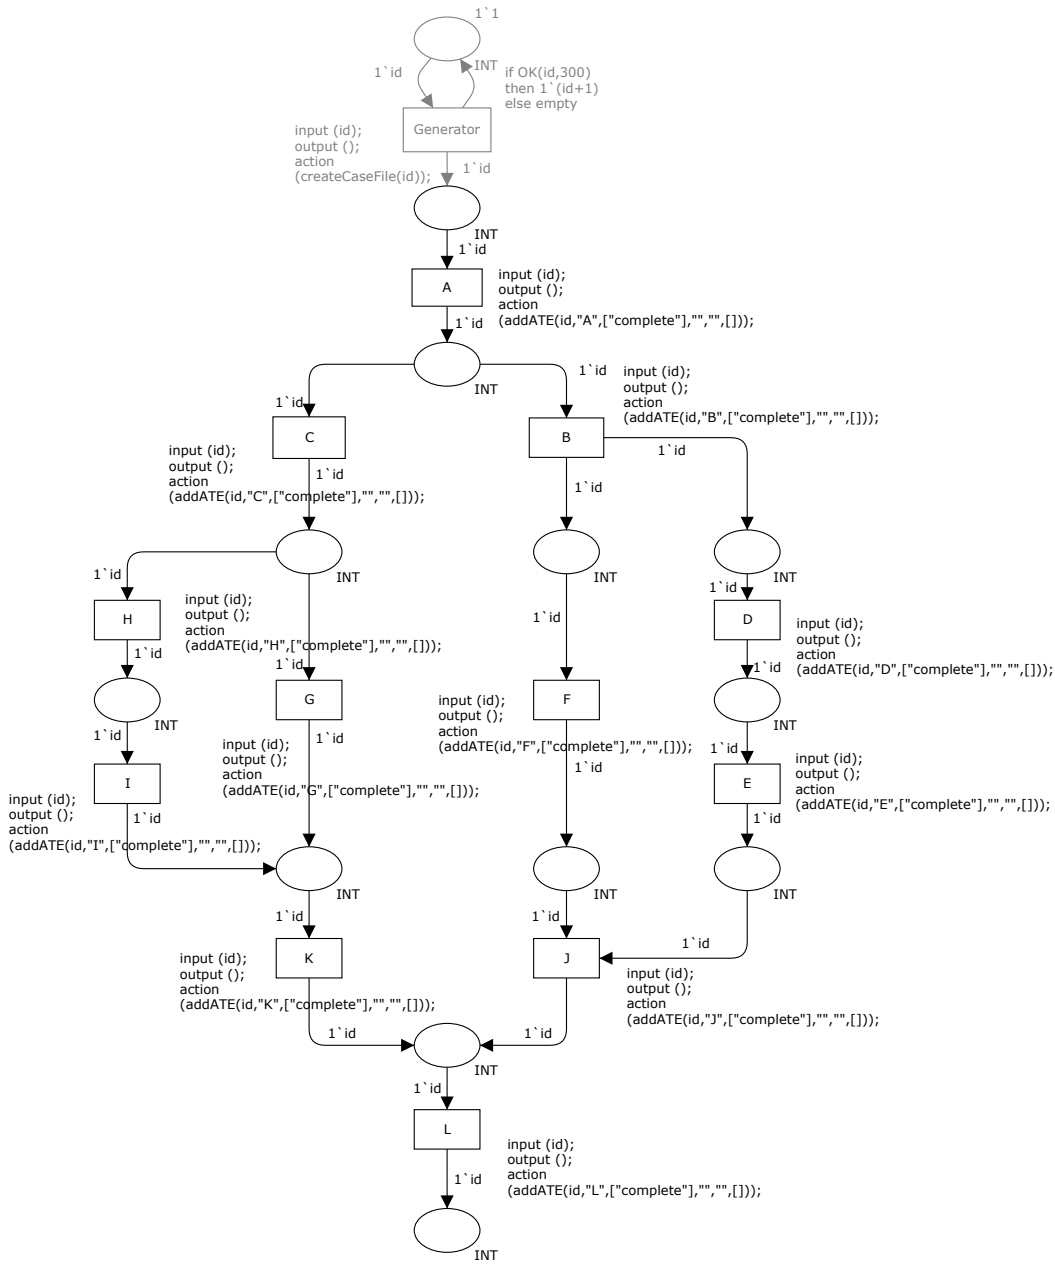 1`1
INT
1`id
if OK(id,300)
then 1`(id+1)
else empty
Generator
input (id);
output ();
action
(createCaseFile(id));
1`id
INT
1`id
A
input (id);
output ();
action
(addATE(id,"A",["complete"],"","",[]));
1`id
INT
1`id
1`id
input (id);
output ();
action
(addATE(id,"B",["complete"],"","",[]));
C
B
input (id);
output ();
action
(addATE(id,"C",["complete"],"","",[]));
1`id
1`id
1`id
INT
INT
INT
1`id
1`id
1`id
H
input (id);
output ();
action
(addATE(id,"H",["complete"],"","",[]));
D
input (id);
output ();
action
(addATE(id,"D",["complete"],"","",[]));
1`id
1`id
1`id
INT
G
F
INT
input (id);
output ();
action
(addATE(id,"F",["complete"],"","",[]));
1`id
1`id
1`id
1`id
input (id);
output ();
action
(addATE(id,"G",["complete"],"","",[]));
I
E
input (id);
output ();
action
(addATE(id,"E",["complete"],"","",[]));
input (id);
output ();
action
(addATE(id,"I",["complete"],"","",[]));
1`id
1`id
INT
INT
INT
1`id
1`id
1`id
K
J
input (id);
output ();
action
(addATE(id,"K",["complete"],"","",[]));
input (id);
output ();
action
(addATE(id,"J",["complete"],"","",[]));
1`id
1`id
INT
1`id
L
input (id);
output ();
action
(addATE(id,"L",["complete"],"","",[]));
1`id
INT